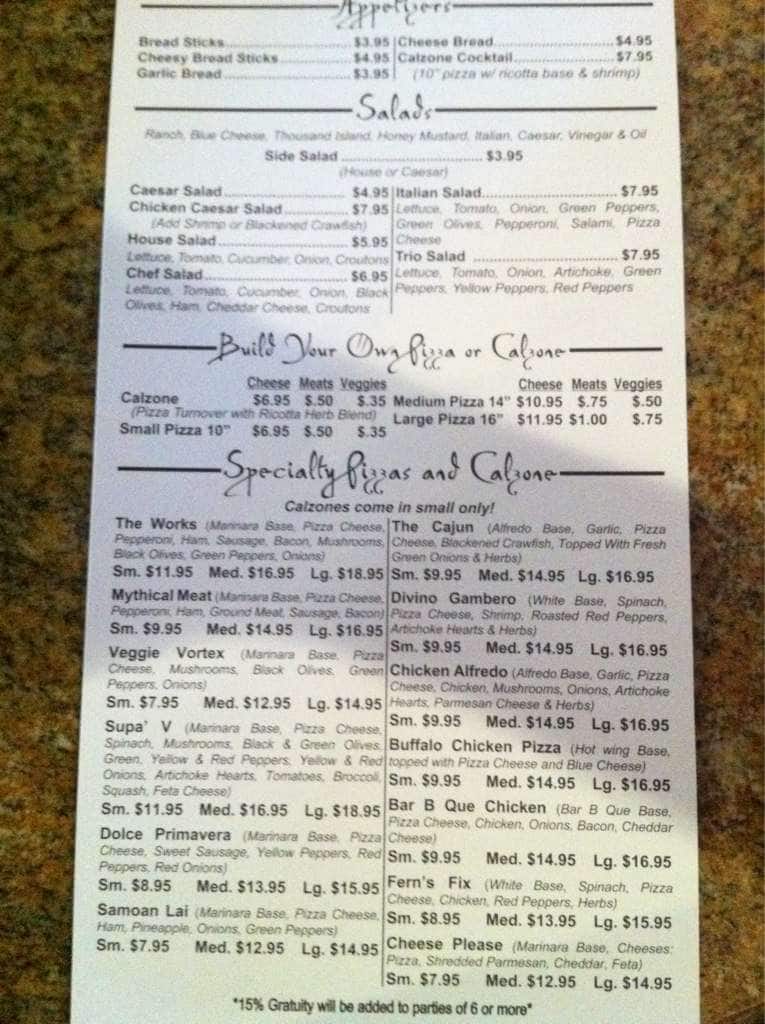 Appetizers
Bread Sticks $3.95
Cheesy Bread Sticks $4.95
Garlic Bread $3.95
Cheese Bread $4.95
Calzone Cocktail $7.95
(10" pizza w/ ricotta base & shrimp)
Salads
Ranch, Blue Cheese, Thousand Island, Honey Mustard, Italian, Caesar, Vinegar & Oil
Side Salad $3.95
(House or Caesar)
Caesar Salad $4.95
Chicken Caesar Salad $7.95
(Add Shrimp or Blackened Crawfish)
House Salad $5.95
Lettuce, Tomato, Cucumber, Onion, Croutons
Chef Salad $6.95
Lettuce, Tomato, Cucumber, Onion, Black
Olives, Ham, Cheddar Cheese, Croutons
Italian Salad $7.95
Lettuce, Tomato, Onion, Green Peppers,
Green Olives, Pepperoni, Salami, Pizza
Cheese
Trio Salad $7.95
Lettuce, Tomato, Onion, Artichoke, Green
Peppers, Yellow Peppers, Red Peppers
Build Your Own Pizza or Calzone
Cheese Meats Veggies
Calzone $6.95 $.50 $.35
(Pizza Turnover with Ricotta Herb Blend)
Small Pizza 10" $6.95 $.50 $.35
Cheese Meats Veggies
Medium Pizza 14" $10.95 $.75 $.50
Large Pizza 16" $11.95 $1.00 $.75
Specialty Pizzas and Calzone
Calzones come in small only!
The Works (Marinara Base, Pizza Cheese,
Pepperoni, Ham, Sausage, Bacon, Mushrooms,
Black Olives, Green Peppers, Onions)
Sm. $11.95 Med. $16.95 Lg. $18.95
Mythical Meat (Marinara Base, Pizza Cheese,
Pepperoni, Ham, Ground Meat, Sausage, Bacon)
Sm. $9.95 Med. $14.95 Lg. $16.95
Veggie Vortex (Marinara Base, Pizza
Cheese, Mushrooms, Black Olives, Green
Peppers, Onions)
Sm. $7.95 Med. $12.95 Lg. $14.95
Supa' V (Marinara Base, Pizza Cheese,
Spinach, Mushrooms, Black & Green Olives,
Green, Yellow & Red Peppers, Yellow & Red
Onions, Artichoke Hearts, Tomatoes, Broccoli,
Squash, Feta Cheese)
Sm. $11.95 Med. $16.95 Lg. $18.95
Dolce Primavera (Marinara Base, Pizza
Cheese, Sweet Sausage, Yellow Peppers, Red
Peppers, Red Onions)
Sm. $8.95 Med. $13.95 Lg. $15.95
Samoan Lai (Marinara Base, Pizza Cheese,
Ham, Pineapple, Onions, Green Peppers)
Sm. $7.95 Med. $12.95 Lg. $14.95
The Cajun (Alfredo Base, Garlic, Pizza
Cheese, Blackened Crawfish, Topped With Fresh
Green Onions & Herbs)
Sm. $9.95 Med. $14.95 Lg. $16.95
Divino Gambero (White Base, Spinach,
Pizza Cheese, Shrimp, Roasted Red Peppers,
Artichoke Hearts & Herbs)
Sm. $9.95 Med. $14.95 Lg. $16.95
Chicken Alfredo (Alfredo Base, Garlic, Pizza
Cheese, Chicken, Mushrooms, Onions, Artichoke
Hearts, Parmesan Cheese & Herbs)
Sm. $9.95 Med. $14.95 Lg. $16.95
Buffalo Chicken Pizza (Hot wing Base,
topped with Pizza Cheese and Blue Cheese)
Sm. $9.95 Med. $14.95 Lg. $16.95
Bar B Que Chicken (Bar B Que Base,
Pizza Cheese, Chicken, Onions, Bacon, Cheddar
Cheese)
Sm. $9.95 Med. $14.95 Lg. $16.95
Fern's Fix (White Base, Spinach, Pizza
Cheese, Chicken, Red Peppers, Herbs)
Sm. $8.95 Med. $13.95 Lg. $15.95
Cheese Please (Marinara Base, Cheeses:
Pizza, Shredded Parmesan, Cheddar, Feta)
Sm. $7.95 Med. $12.95 Lg. $14.95
*15% Gratuity will be added to parties of 6 or more*